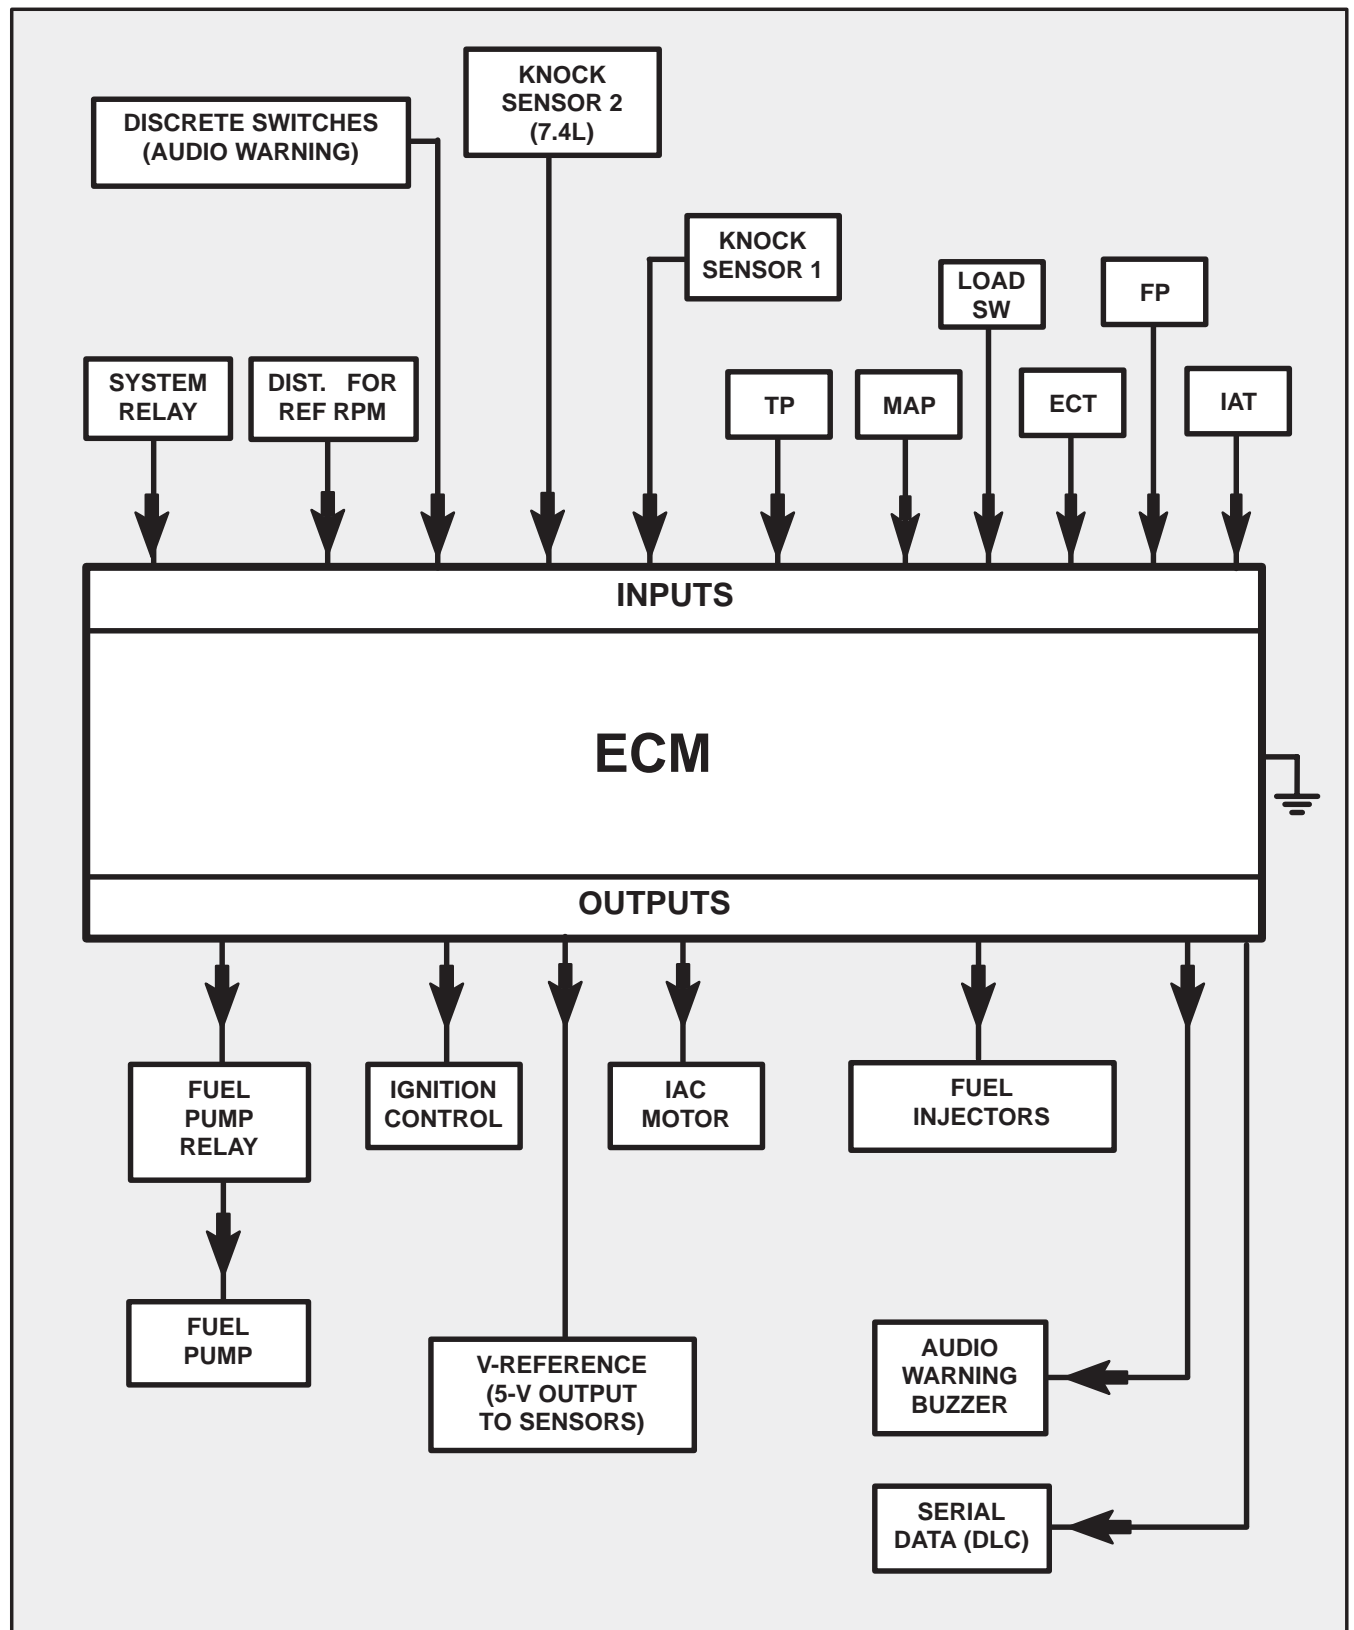 KNOCK
SENSOR 2
(7.4L)
DISCRETE SWITCHES
(AUDIO WARNING)
KNOCK
SENSOR 1
LOAD
SW
FP
SYSTEM
RELAY
DIST. FOR
REF RPM
TP
MAP
ECT
IAT
INPUTS
ECM
OUTPUTS
FUEL
PUMP
RELAY
IGNITION
CONTROL
IAC
MOTOR
FUEL
INJECTORS
FUEL
PUMP
V-REFERENCE
(5-V OUTPUT
TO SENSORS)
AUDIO
WARNING
BUZZER
SERIAL
DATA (DLC)